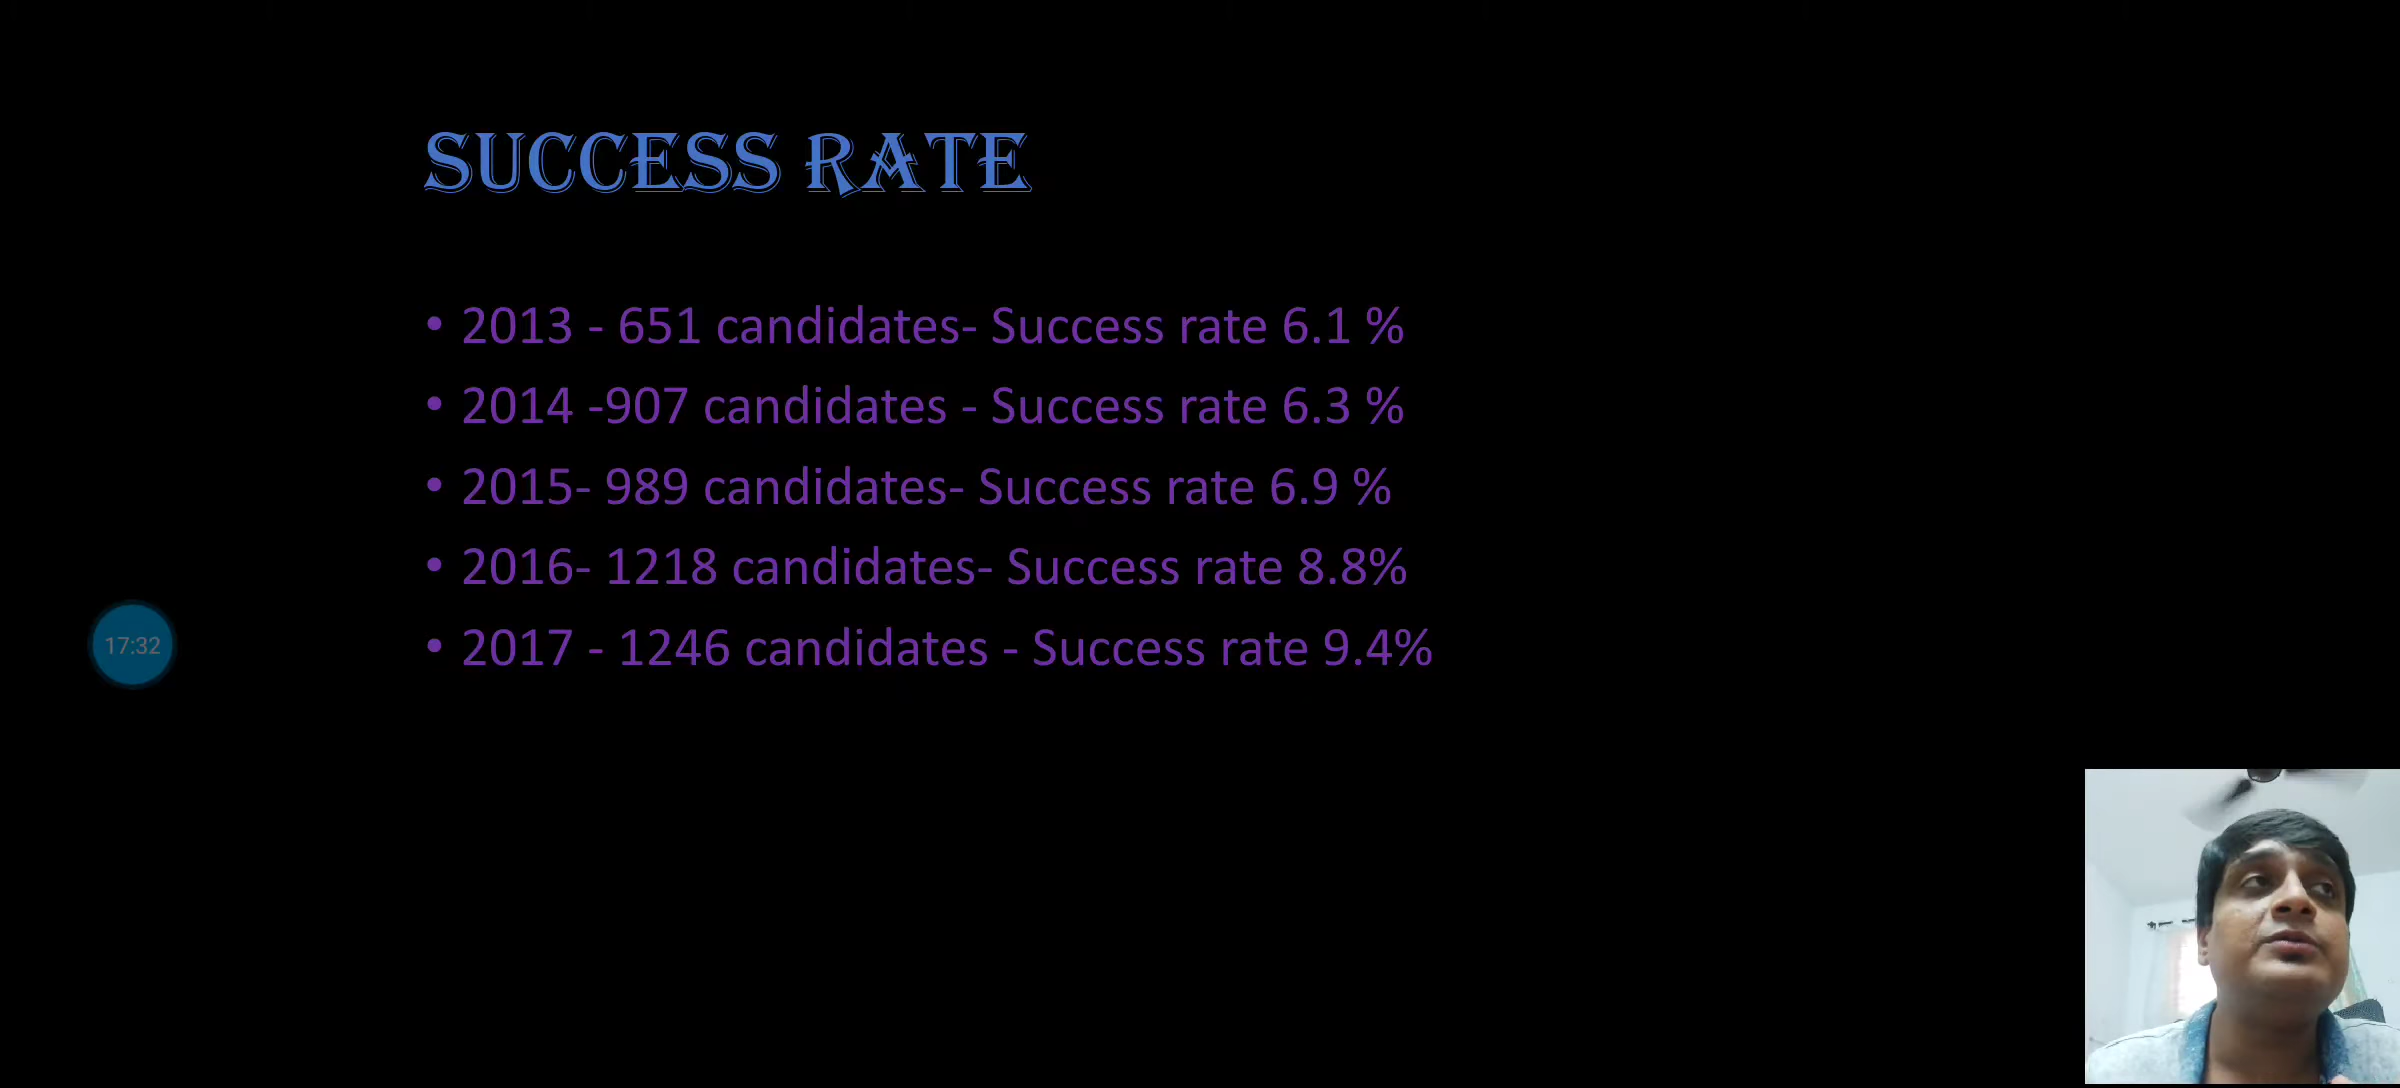 SUCCESS RATE
• 2013 - 651 candidates- Success rate 6.1 %
• 2014 -907 candidates - Success rate 6.3 %
• 2015- 989 candidates- Success rate 6.9 %
• 2016- 1218 candidates- Success rate 8.8%
17:32
• 2017 - 1246 candidates - Success rate 9.4%